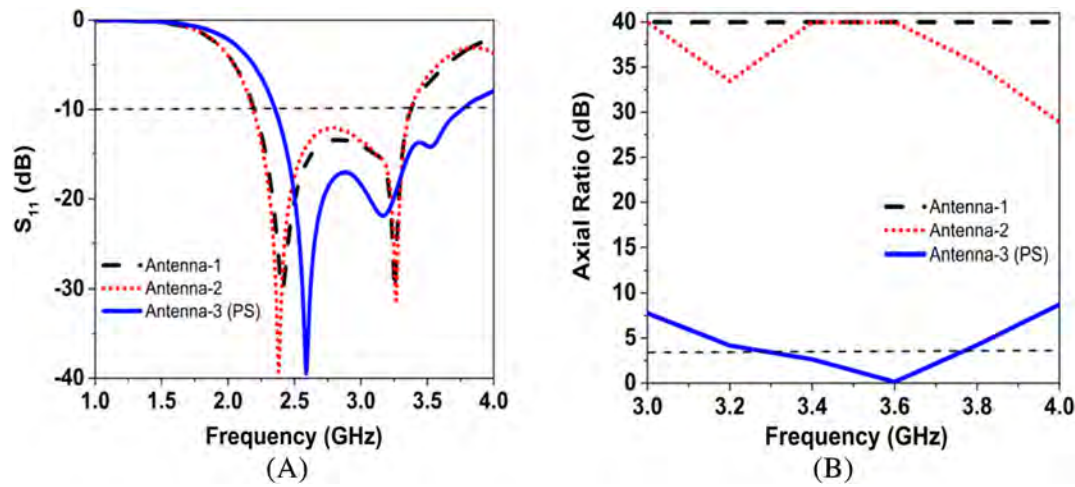 0
-10
-20
-30
-40
S₁₁ (dB)
Antenna-1
Antenna-2
Antenna-3 (PS)
1.0 1.5 2.0 2.5 3.0 3.5 4.0
Frequency (GHz)
(A)
40
35
30
25
20
15
10
5
0
Axial Ratio (dB)
Antenna-1
Antenna-2
Antenna-3 (PS)
3.0 3.2 3.4 3.6 3.8 4.0
Frequency (GHz)
(B)